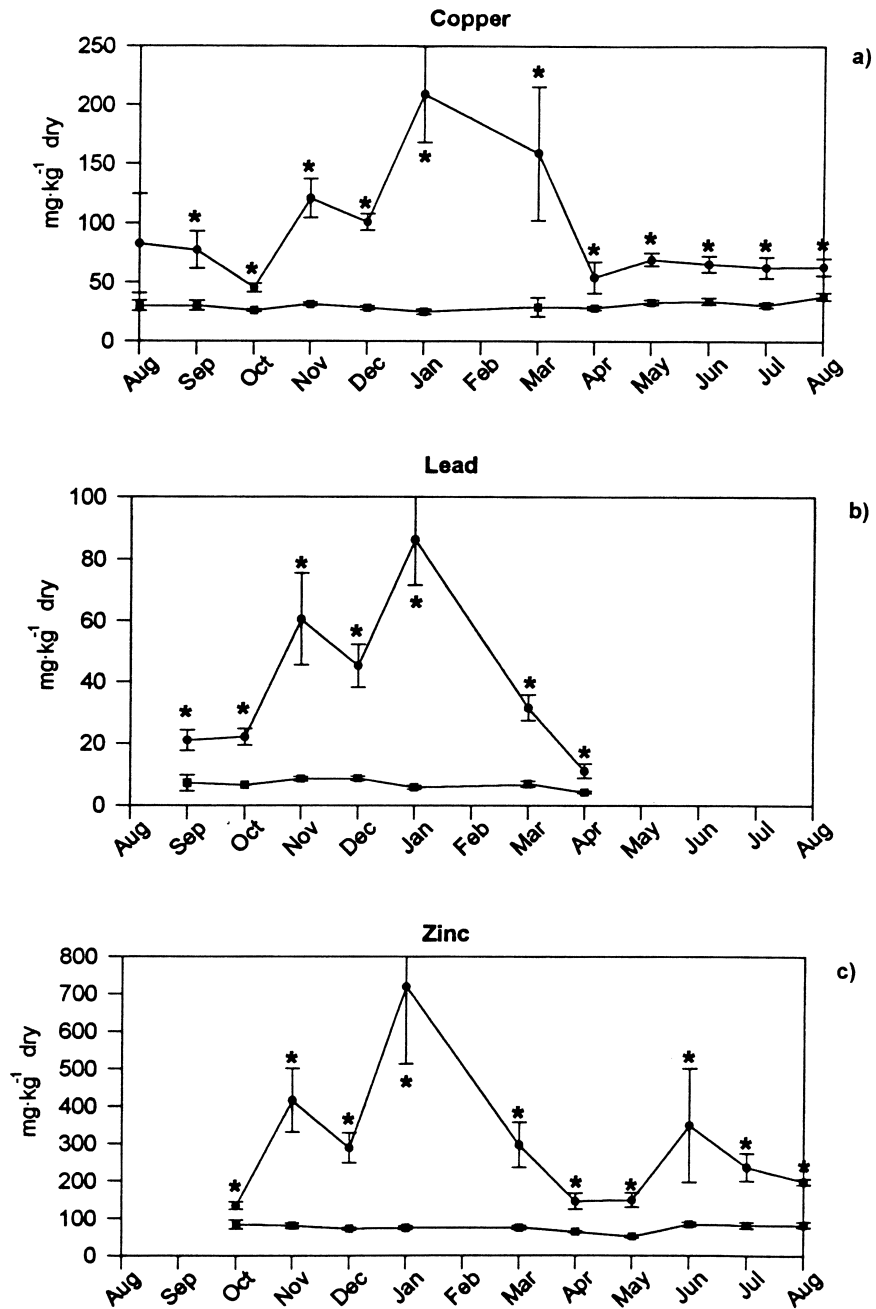 Copper
a)
250
200
150
100
50
0
mg·kg⁻¹ dry
* * * * * * * * * * *
Aug Sep Oct Nov Dec Jan Feb Mar Apr May Jun Jul Aug
Lead
b)
100
80
60
40
20
0
mg·kg⁻¹ dry
* * * * * * *
Aug Sep Oct Nov Dec Jan Feb Mar Apr May Jun Jul Aug
Zinc
c)
800
700
600
500
400
300
200
100
0
mg·kg⁻¹ dry
* * * * * * * * * *
Aug Sep Oct Nov Dec Jan Feb Mar Apr May Jun Jul Aug